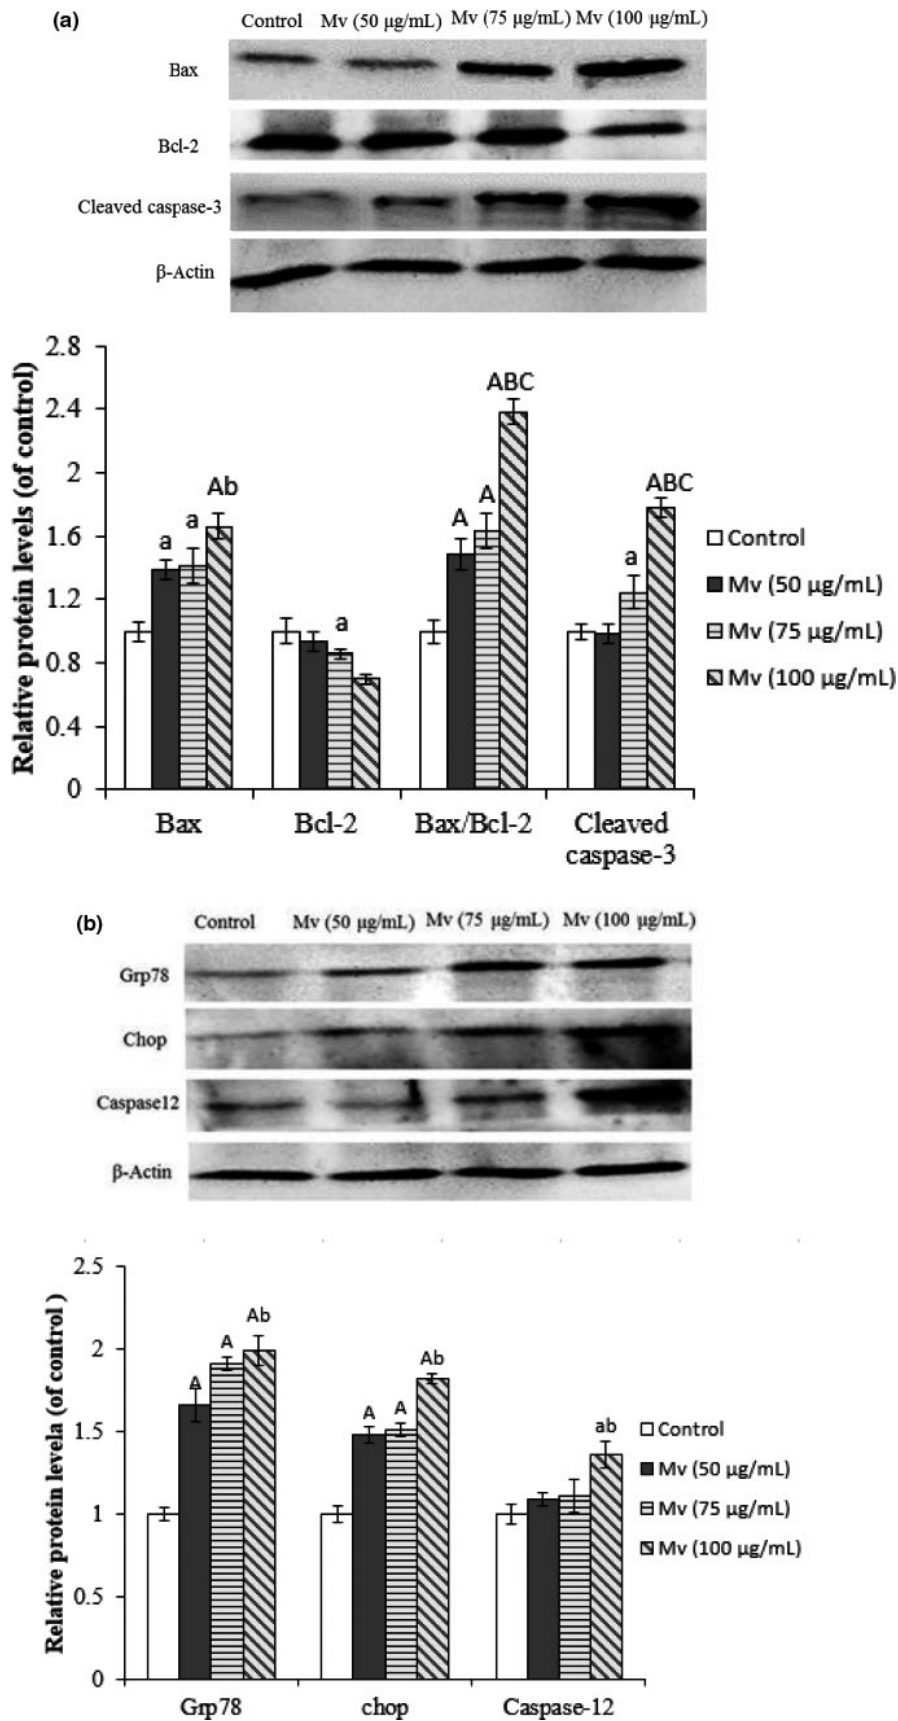 (a)
Control Mv (50 µg/mL) Mv (75 µg/mL) Mv (100 µg/mL)
Bax
Bcl-2
Cleaved caspase-3
β-Actin
Relative protein levels (of control)
2.8
2.4
2
1.6
1.2
0.8
0.4
0
a
a
Ab
a
A
A
ABC
a
ABC
Control
Mv (50 µg/mL)
Mv (75 µg/mL)
Mv (100 µg/mL)
Bax
Bcl-2
Bax/Bcl-2
Cleaved
caspase-3
(b)
Control Mv (50 µg/mL) Mv (75 µg/mL) Mv (100 µg/mL)
Grp78
Chop
Caspase12
β-Actin
Relative protein levela (of control )
2.5
2
1.5
1
0.5
0
A
A
Ab
A
A
Ab
ab
Control
Mv (50 µg/mL)
Mv (75 µg/mL)
Mv (100 µg/mL)
Grp78
chop
Caspase-12